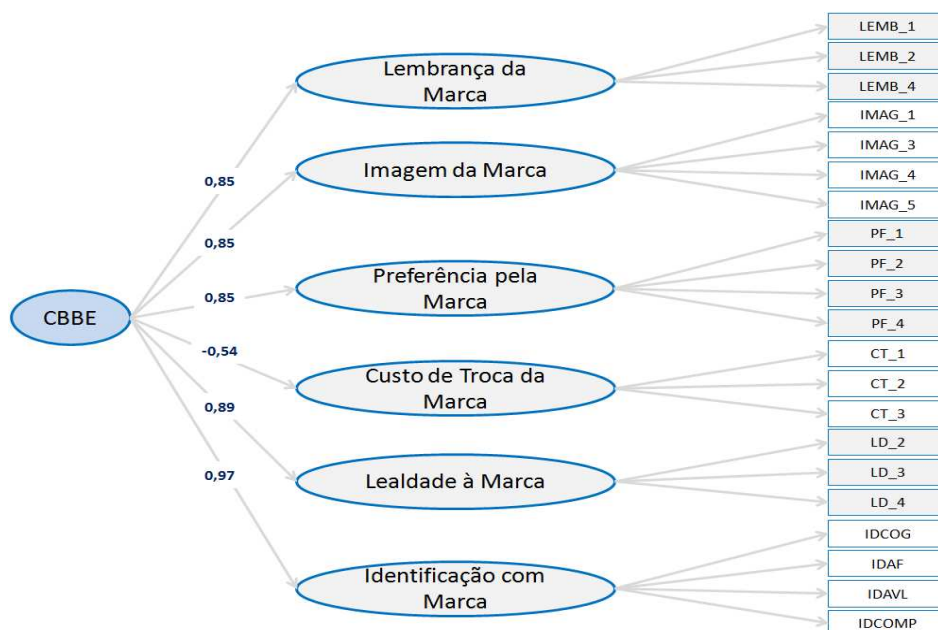 CBBE
0,85
0,85
0,85
-0,54
0,89
0,97
Lembrança da
Marca
Imagem da Marca
Preferência pela
Marca
Custo de Troca da
Marca
Lealdade à Marca
Identificação com
Marca
LEMB_1
LEMB_2
LEMB_4
IMAG_1
IMAG_3
IMAG_4
IMAG_5
PF_1
PF_2
PF_3
PF_4
CT_1
CT_2
CT_3
LD_2
LD_3
LD_4
IDCOG
IDAF
IDAVL
IDCOMP